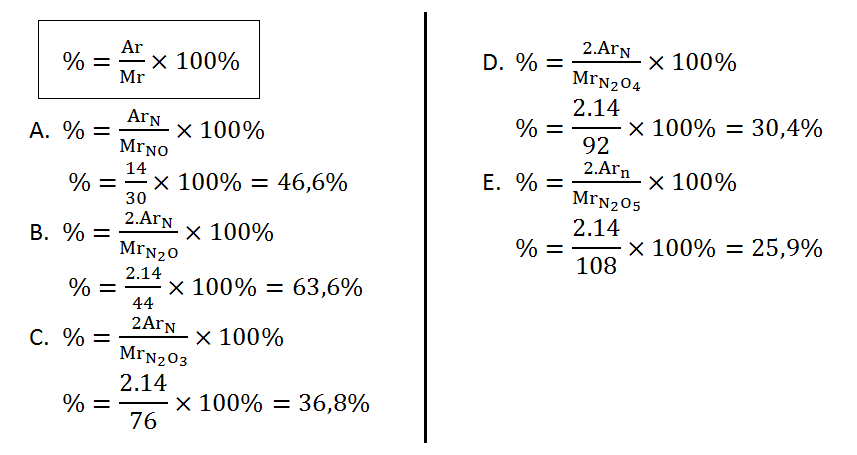 % = Ar/Mr × 100%
A. % = Ar_N/Mr_NO × 100%
% = 14/30 × 100% = 46,6%
B. % = 2.Ar_N/Mr_N₂O × 100%
% = 2.14/44 × 100% = 63,6%
C. % = 2Ar_N/Mr_N₂O₃ × 100%
% = 2.14/76 × 100% = 36,8%
D. % = 2.Ar_N/Mr_N₂O₄ × 100%
% = 2.14/92 × 100% = 30,4%
E. % = 2.Ar_n/Mr_N₂O₅ × 100%
% = 2.14/108 × 100% = 25,9%